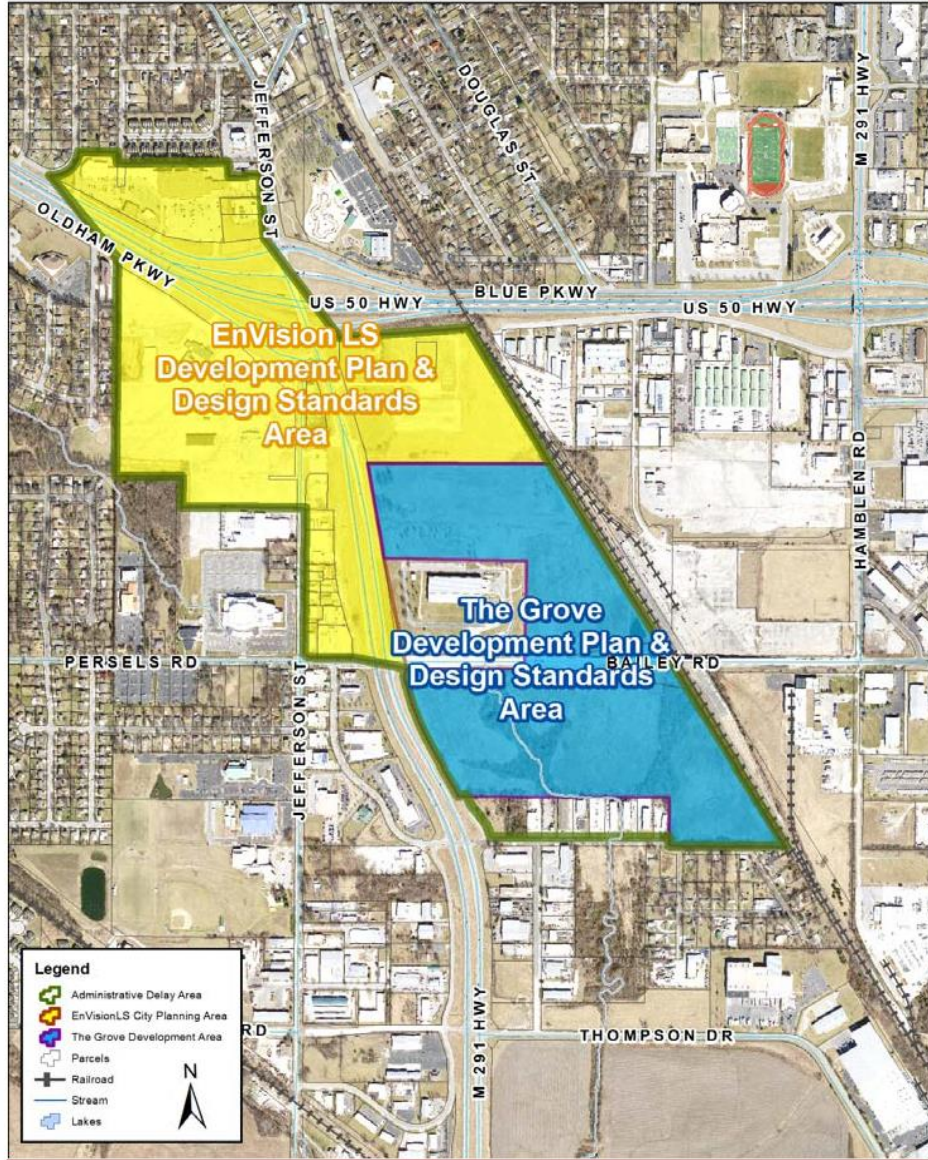 JEFFERSON ST
DOUGLAS ST
M 291 HWY
OLDHAM PKWY
US 50 HWY
BLUE PKWY
US 50 HWY
EnVision LS
Development Plan &
Design Standards
Area
HAMBLEN RD
The Grove
Development Plan &
Design Standards
Area
PERSELS RD
BAILEY RD
JEFFERSON ST
M 291 HWY
RD
THOMPSON DR
Legend
Administrative Delay Area
EnVisionLS City Planning Area
The Grove Development Area
Parcels
Railroad
Stream
Lakes
N